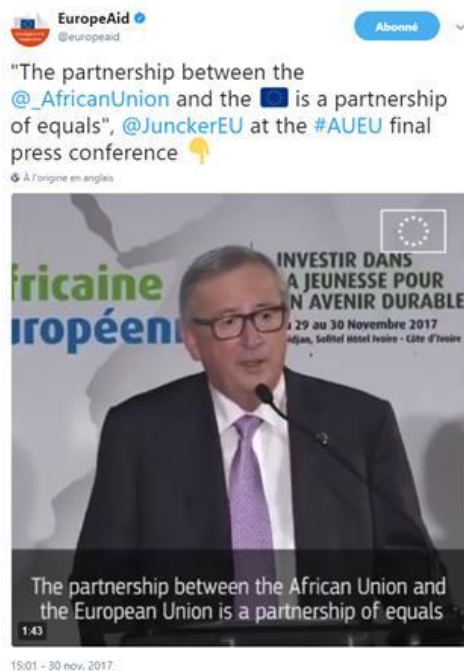 EuropeAid
@europeaid
Abonné
"The partnership between the
@_AfricanUnion and the 🇪🇺 is a partnership
of equals", @JunckerEU at the #AUEU final
press conference 👇
À l'origine en anglais
fricaine
uropéen
INVESTIR DANS
A JEUNESSE POUR
N AVENIR DURABLE
29 au 30 Novembre 2017
djan, Sofitel Hôtel Ivoire - Côte d'Ivoire
The partnership between the African Union and
the European Union is a partnership of equals
1:43
15:01 - 30 nov. 2017